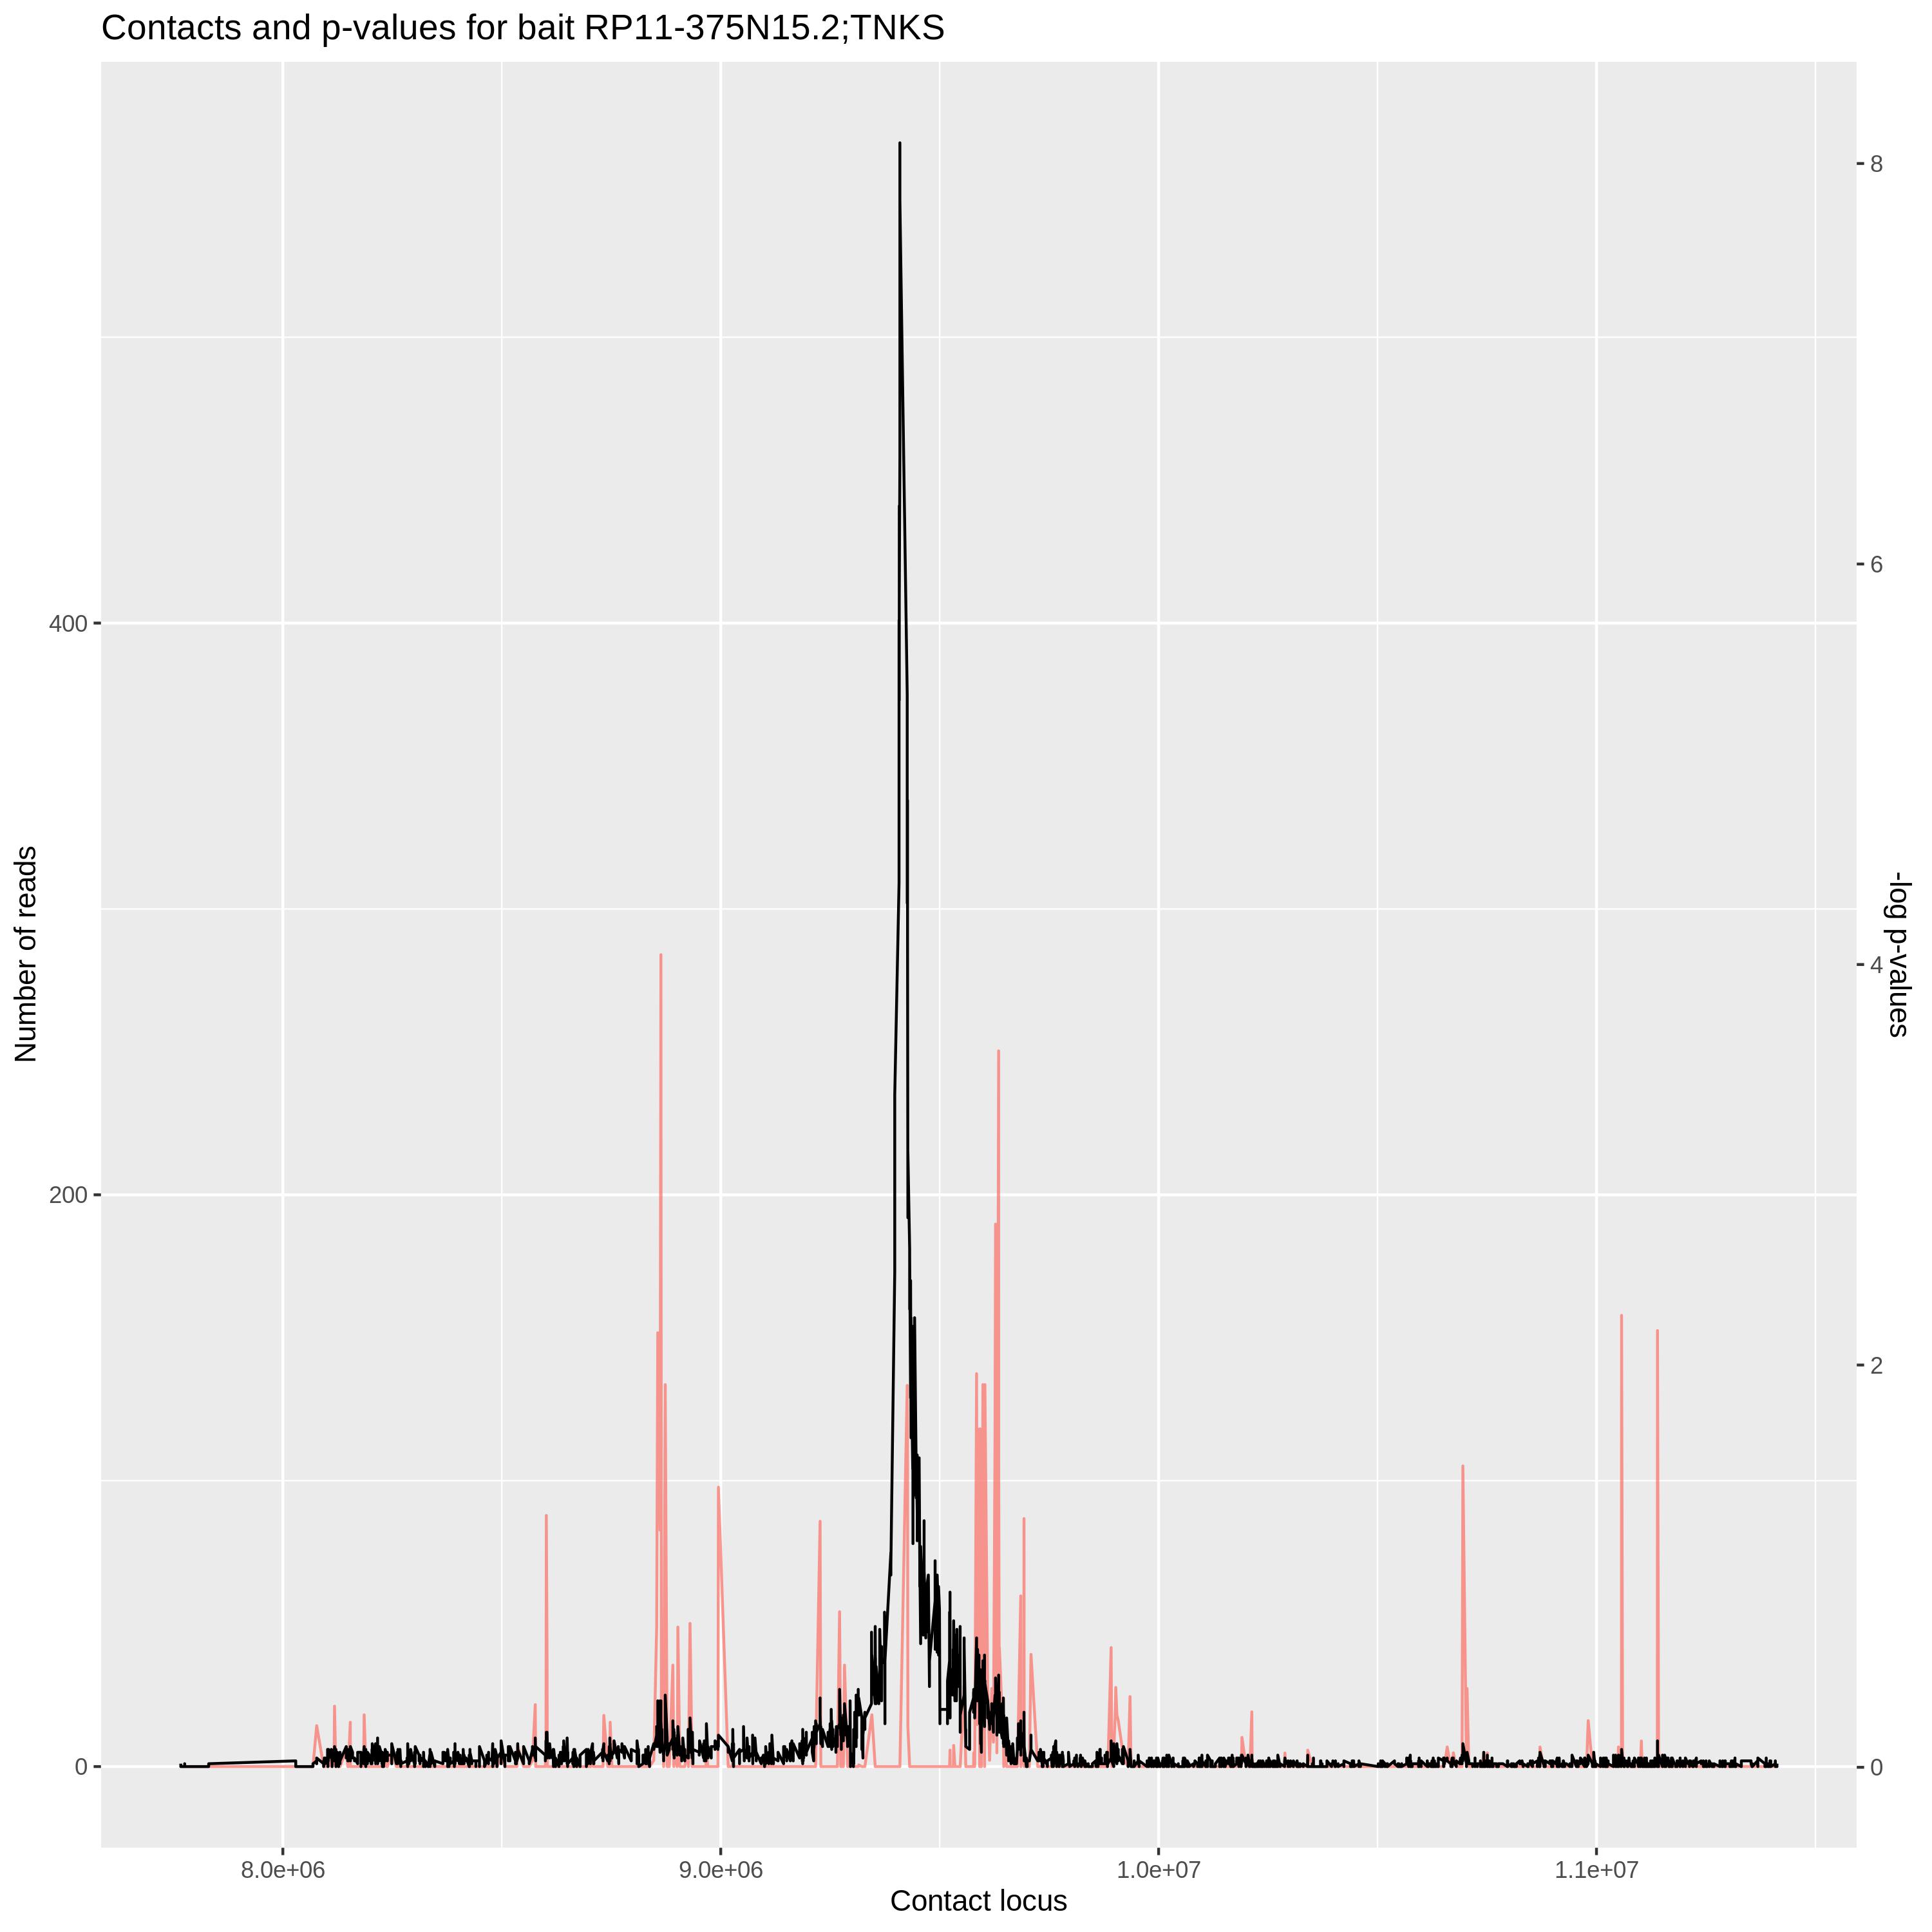 Contacts and p-values for bait RP11-375N15.2;TNKS
8
6
400
Number of reads
-log p-values
4
200
2
0
0
8.0e+06
9.0e+06
1.0e+07
1.1e+07
Contact locus